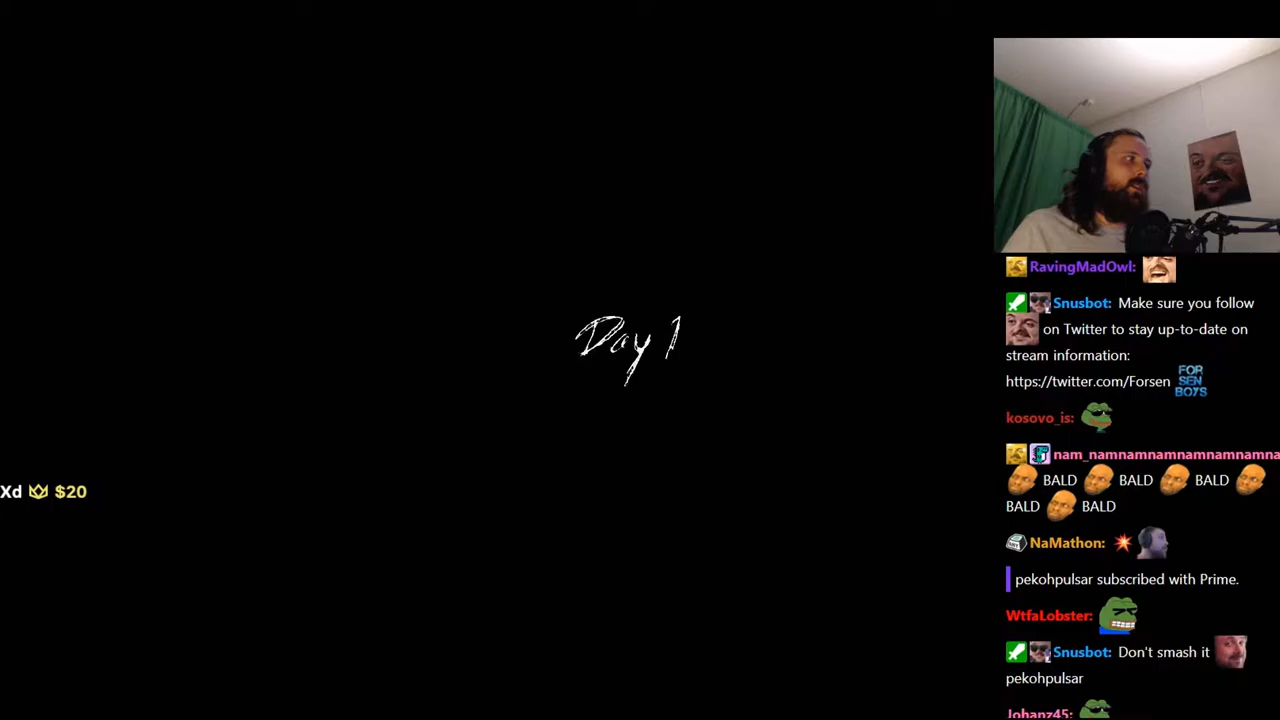 Day 1
Xd $20
RavingMadOwl:
Snusbot: Make sure you follow
on Twitter to stay up-to-date on
stream information:
https://twitter.com/Forsen FOR
SEN
BOYS
kosovo_is:
nam_namnamnamnamnamnamna
BALD BALD BALD
BALD BALD
NaMathon:
pekohpulsar subscribed with Prime.
WtfaLobster:
Snusbot: Don't smash it
pekohpulsar
Johanz45: